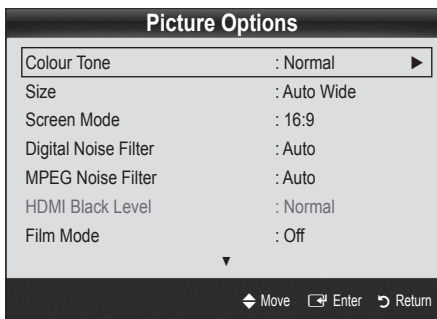 Picture Options
Colour Tone : Normal ▶
Size : Auto Wide
Screen Mode : 16:9
Digital Noise Filter : Auto
MPEG Noise Filter : Auto
HDMI Black Level : Normal
Film Mode : Off
▼
Move Enter Return